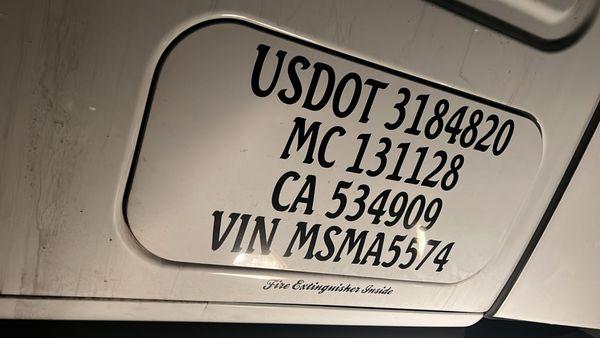 USDOT 3184820
MC 131128
CA 534909
VIN MSMA5574
Fire Extinguisher Inside